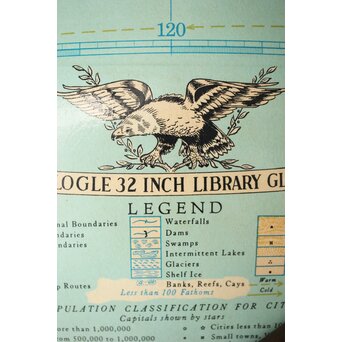 120
LOGLE 32 INCH LIBRARY GL
LEGEND
nal Boundaries Waterfalls
ndaries Dams
ndaries Swamps
Intermittent Lakes
Glaciers
Shelf Ice
p Routes Banks, Reefs, Cays Warm
Less than 100 Fathoms Cold
PULATION CLASSIFICATION FOR CIT
Capitals shown by stars
ore than 1,000,000 Cities less than 10
rom 500,000 to 1,000,000 Small towns,